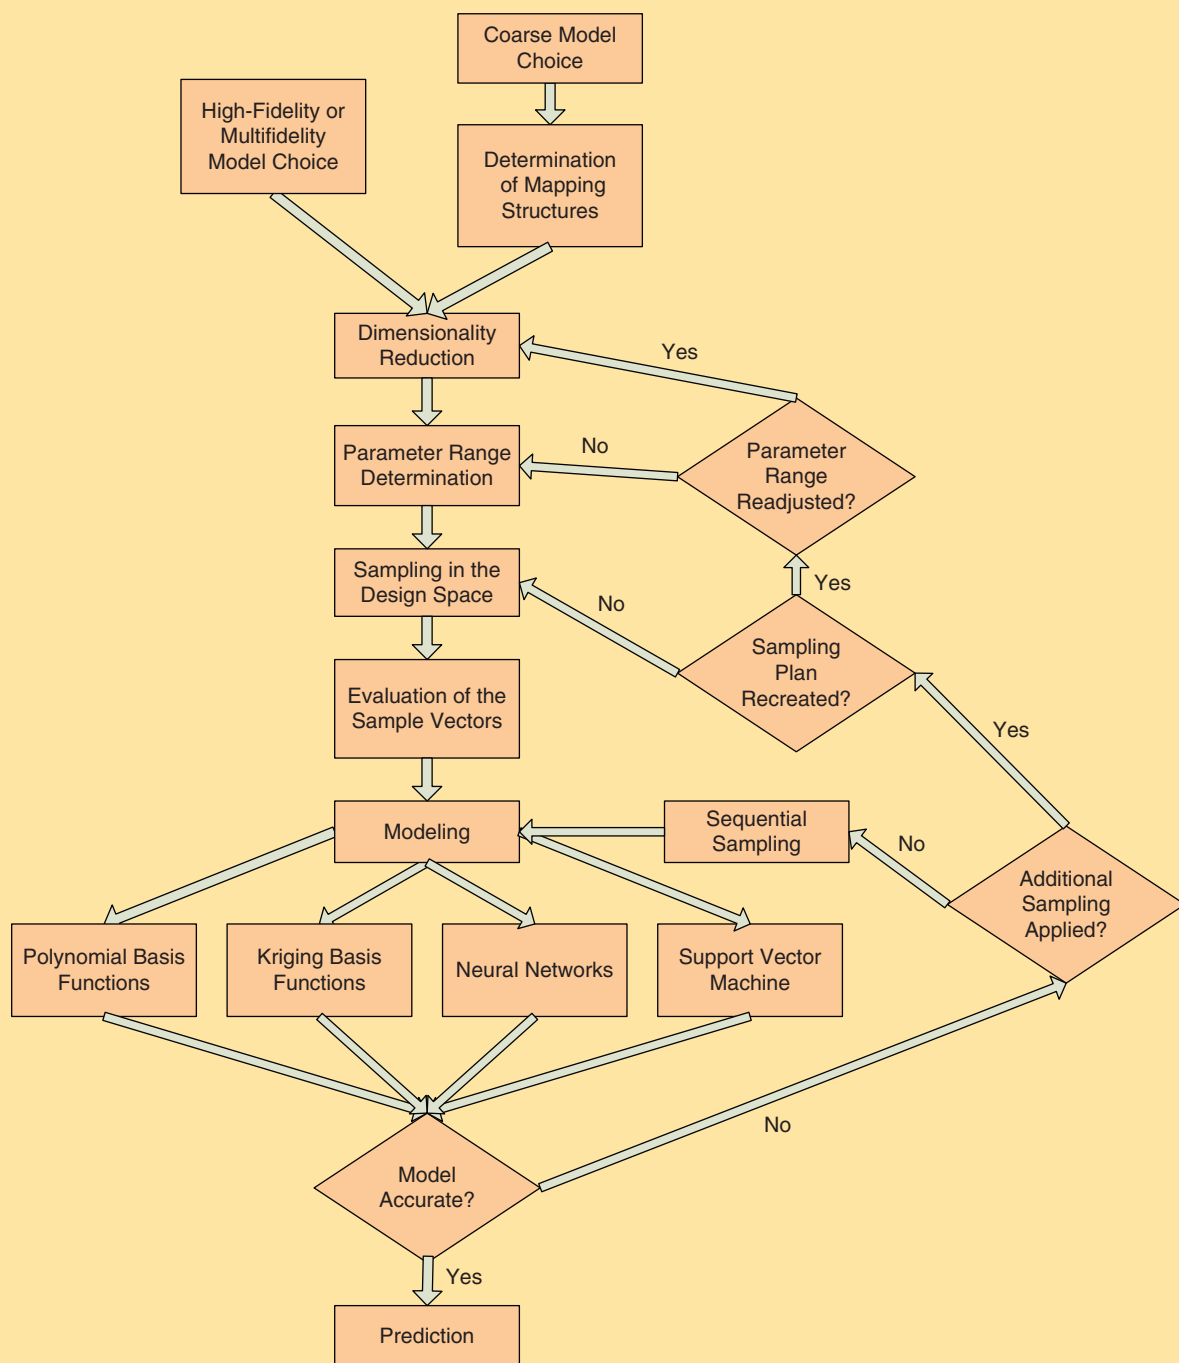 Coarse Model
Choice
High-Fidelity or
Multifidelity
Model Choice
Determination
of Mapping
Structures
Dimensionality
Reduction
Yes
Parameter Range
Determination
No
Parameter
Range
Readjusted?
Sampling in the
Design Space
No
Yes
Sampling
Plan
Recreated?
Evaluation of the
Sample Vectors
Yes
Modeling
Sequential
Sampling
No
Additional
Sampling
Applied?
Polynomial Basis
Functions
Kriging Basis
Functions
Neural Networks
Support Vector
Machine
No
Model
Accurate?
Yes
Prediction